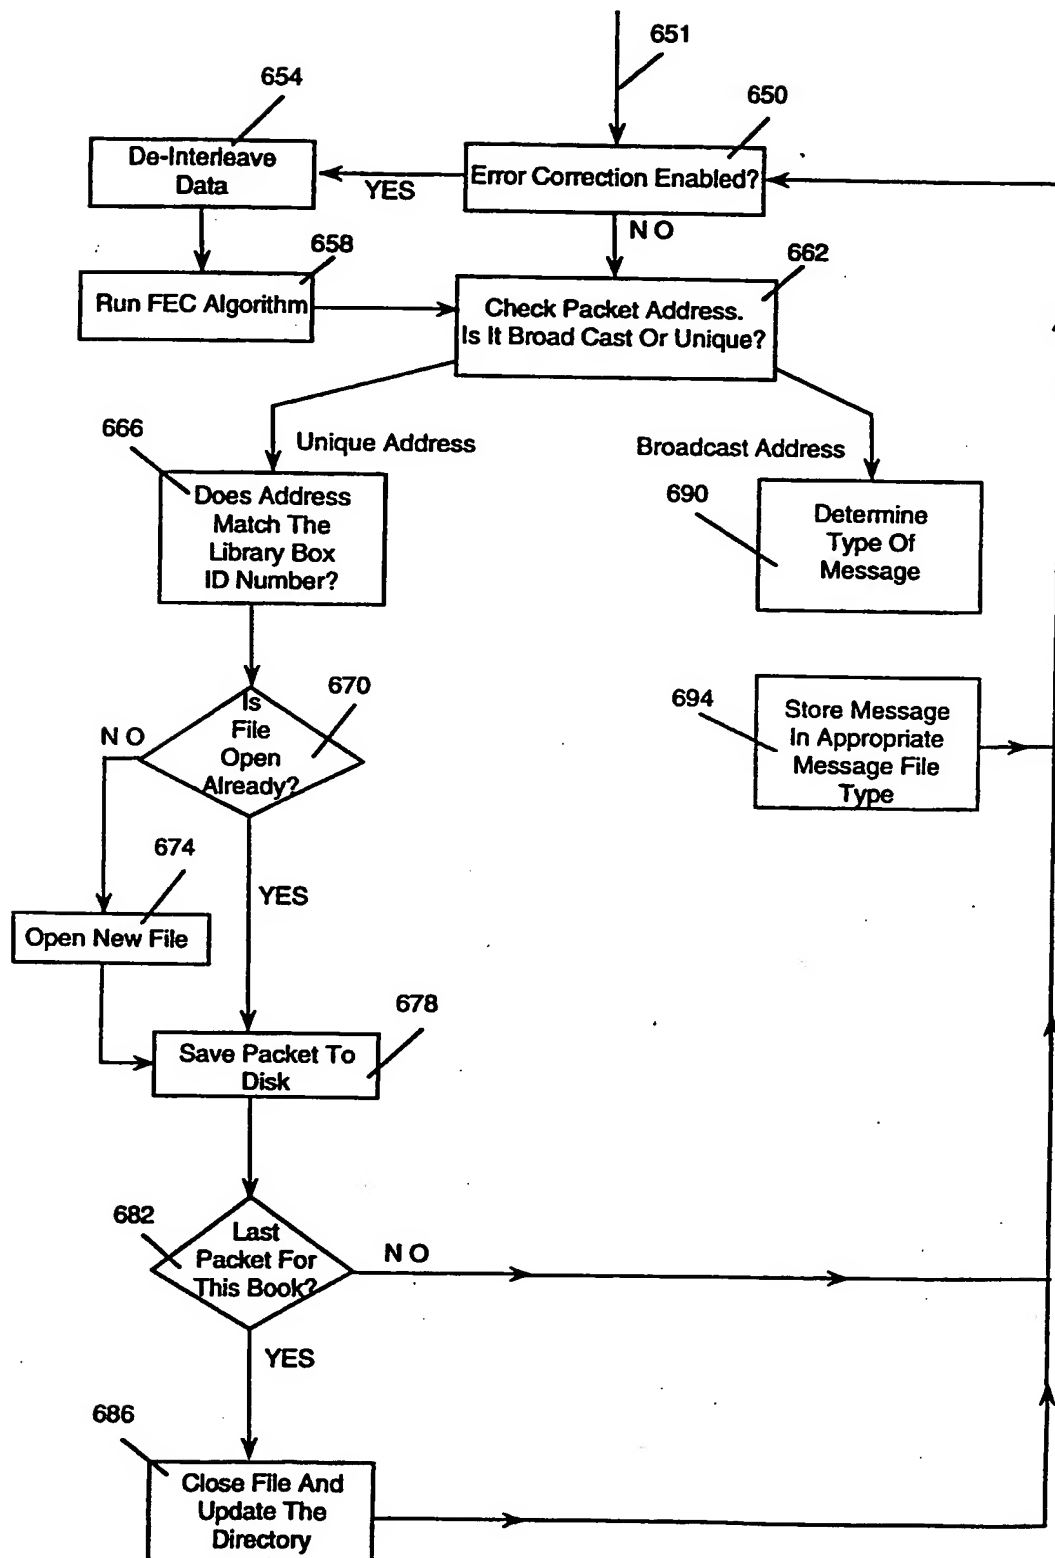 651
654
650
De-Interleave
Data
YES
Error Correction Enabled?
NO
658
662
Run FEC Algorithm
Check Packet Address.
Is It Broad Cast Or Unique?
666
Unique Address
Broadcast Address
Does Address
Match The
Library Box
ID Number?
690
Determine
Type Of
Message
670
Is
File
Open
Already?
NO
694
Store Message
In Appropriate
Message File
Type
674
YES
Open New File
678
Save Packet To
Disk
682
Last
Packet For
This Book?
NO
YES
686
Close File And
Update The
Directory